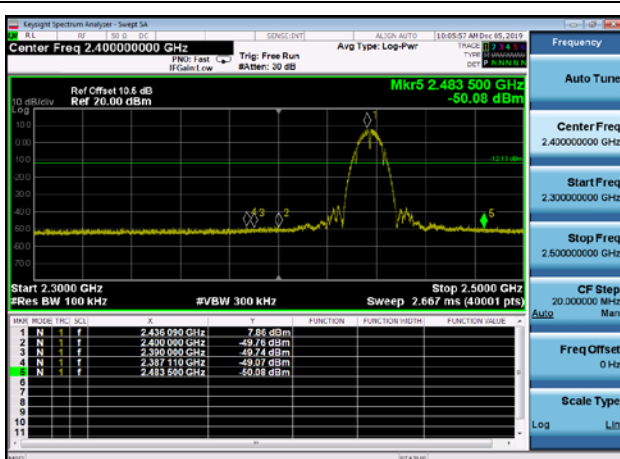 Keysight Spectrum Analyzer - Swept SA
RL RF 50 Ω DC SENSE:INT ALIGN AUTO 10:05:57 AM Dec 05, 2019
Center Freq 2.400000000 GHz
PNO: Fast
IFGain:Low
Trig: Free Run
#Atten: 30 dB
Avg Type: Log-Pwr
TRACE 1 2 3 4 5 6
TYPE
DET P N N N N N
Ref Offset 10.6 dB
Ref 20.00 dBm
Mkr5 2.483 500 GHz
-50.08 dBm
10 dB/div
Log
10.0
0.00
-10.0
-20.0
-30.0
-40.0
-50.0
-60.0
-70.0
-12.13 dBm
1
3
2
5
Start 2.3000 GHz
Stop 2.5000 GHz
#Res BW 100 kHz
#VBW 300 kHz
Sweep 2.667 ms (40001 pts)
MKR MODE TRC SCL X Y FUNCTION FUNCTION WIDTH FUNCTION VALUE
1 N 1 f 2.436 090 GHz 7.86 dBm
2 N 1 f 2.400 000 GHz -49.76 dBm
3 N 1 f 2.390 000 GHz -49.74 dBm
4 N 1 f 2.387 110 GHz -49.07 dBm
5 N 1 f 2.483 500 GHz -50.08 dBm
6
7
8
9
10
11
MSG
STATUS
Frequency
Auto Tune
Center Freq
2.400000000 GHz
Start Freq
2.300000000 GHz
Stop Freq
2.500000000 GHz
CF Step
20.000000 MHz
Auto Man
Freq Offset
0 Hz
Scale Type
Log Lin